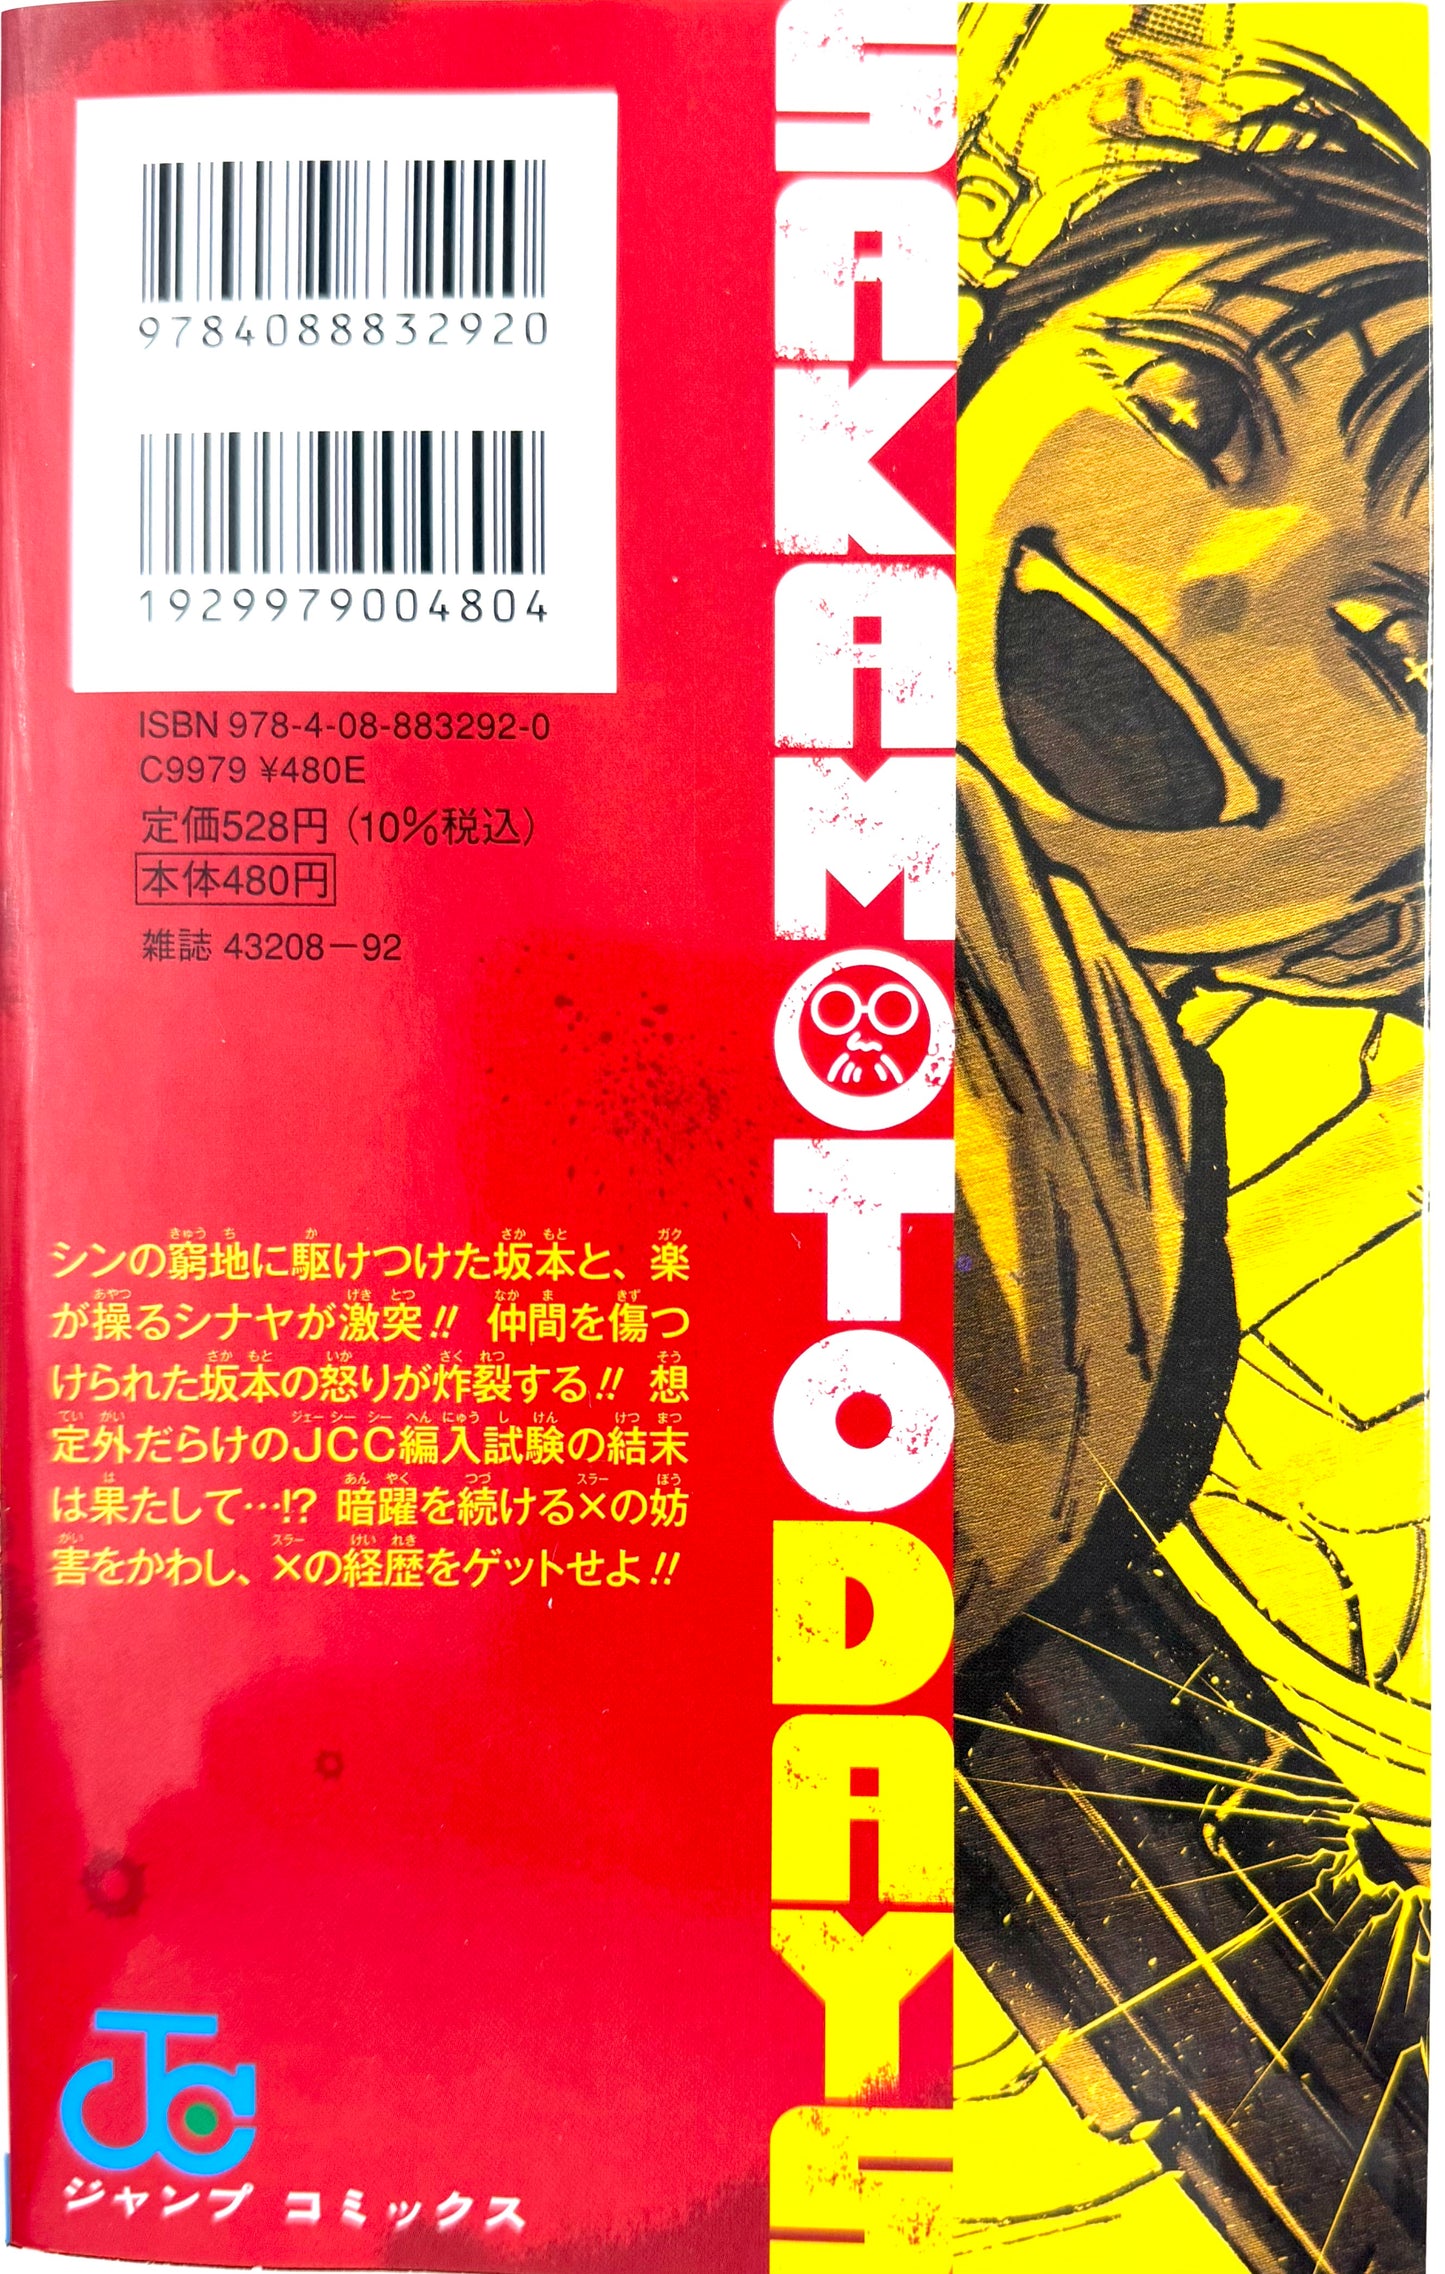 9784088832920
1929979004804
ISBN 978-4-08-883292-0
C9979 ¥480E
定価528円（10%税込）
本体480円
雑誌 43208－92
シンの窮地に駆けつけた坂本と、楽
が操るシナヤが激突!! 仲間を傷つ
けられた坂本の怒りが炸裂する!! 想
定外だらけのJCC編入試験の結末
は果たして…!? 暗躍を続ける×の妨
害をかわし、×の経歴をゲットせよ!!
JC
ジャンプ コミックス
SAKAMOTO DAYS